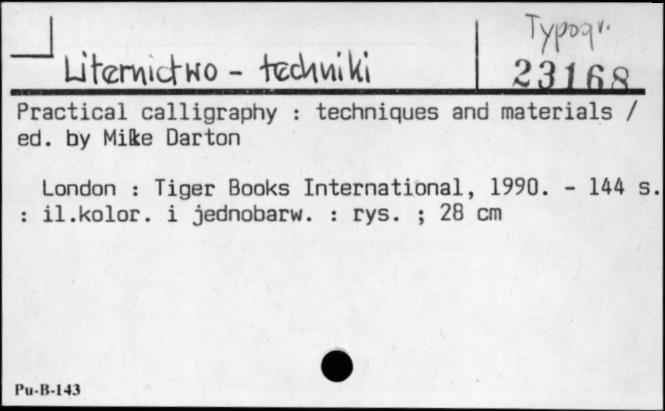 Typogr.
Liternictwo - techniki
23168
Practical calligraphy : techniques and materials /
ed. by Mike Darton
London : Tiger Books International, 1990. - 144 s.
: il.kolor. i jednobarw. : rys. ; 28 cm
Pu-B-143